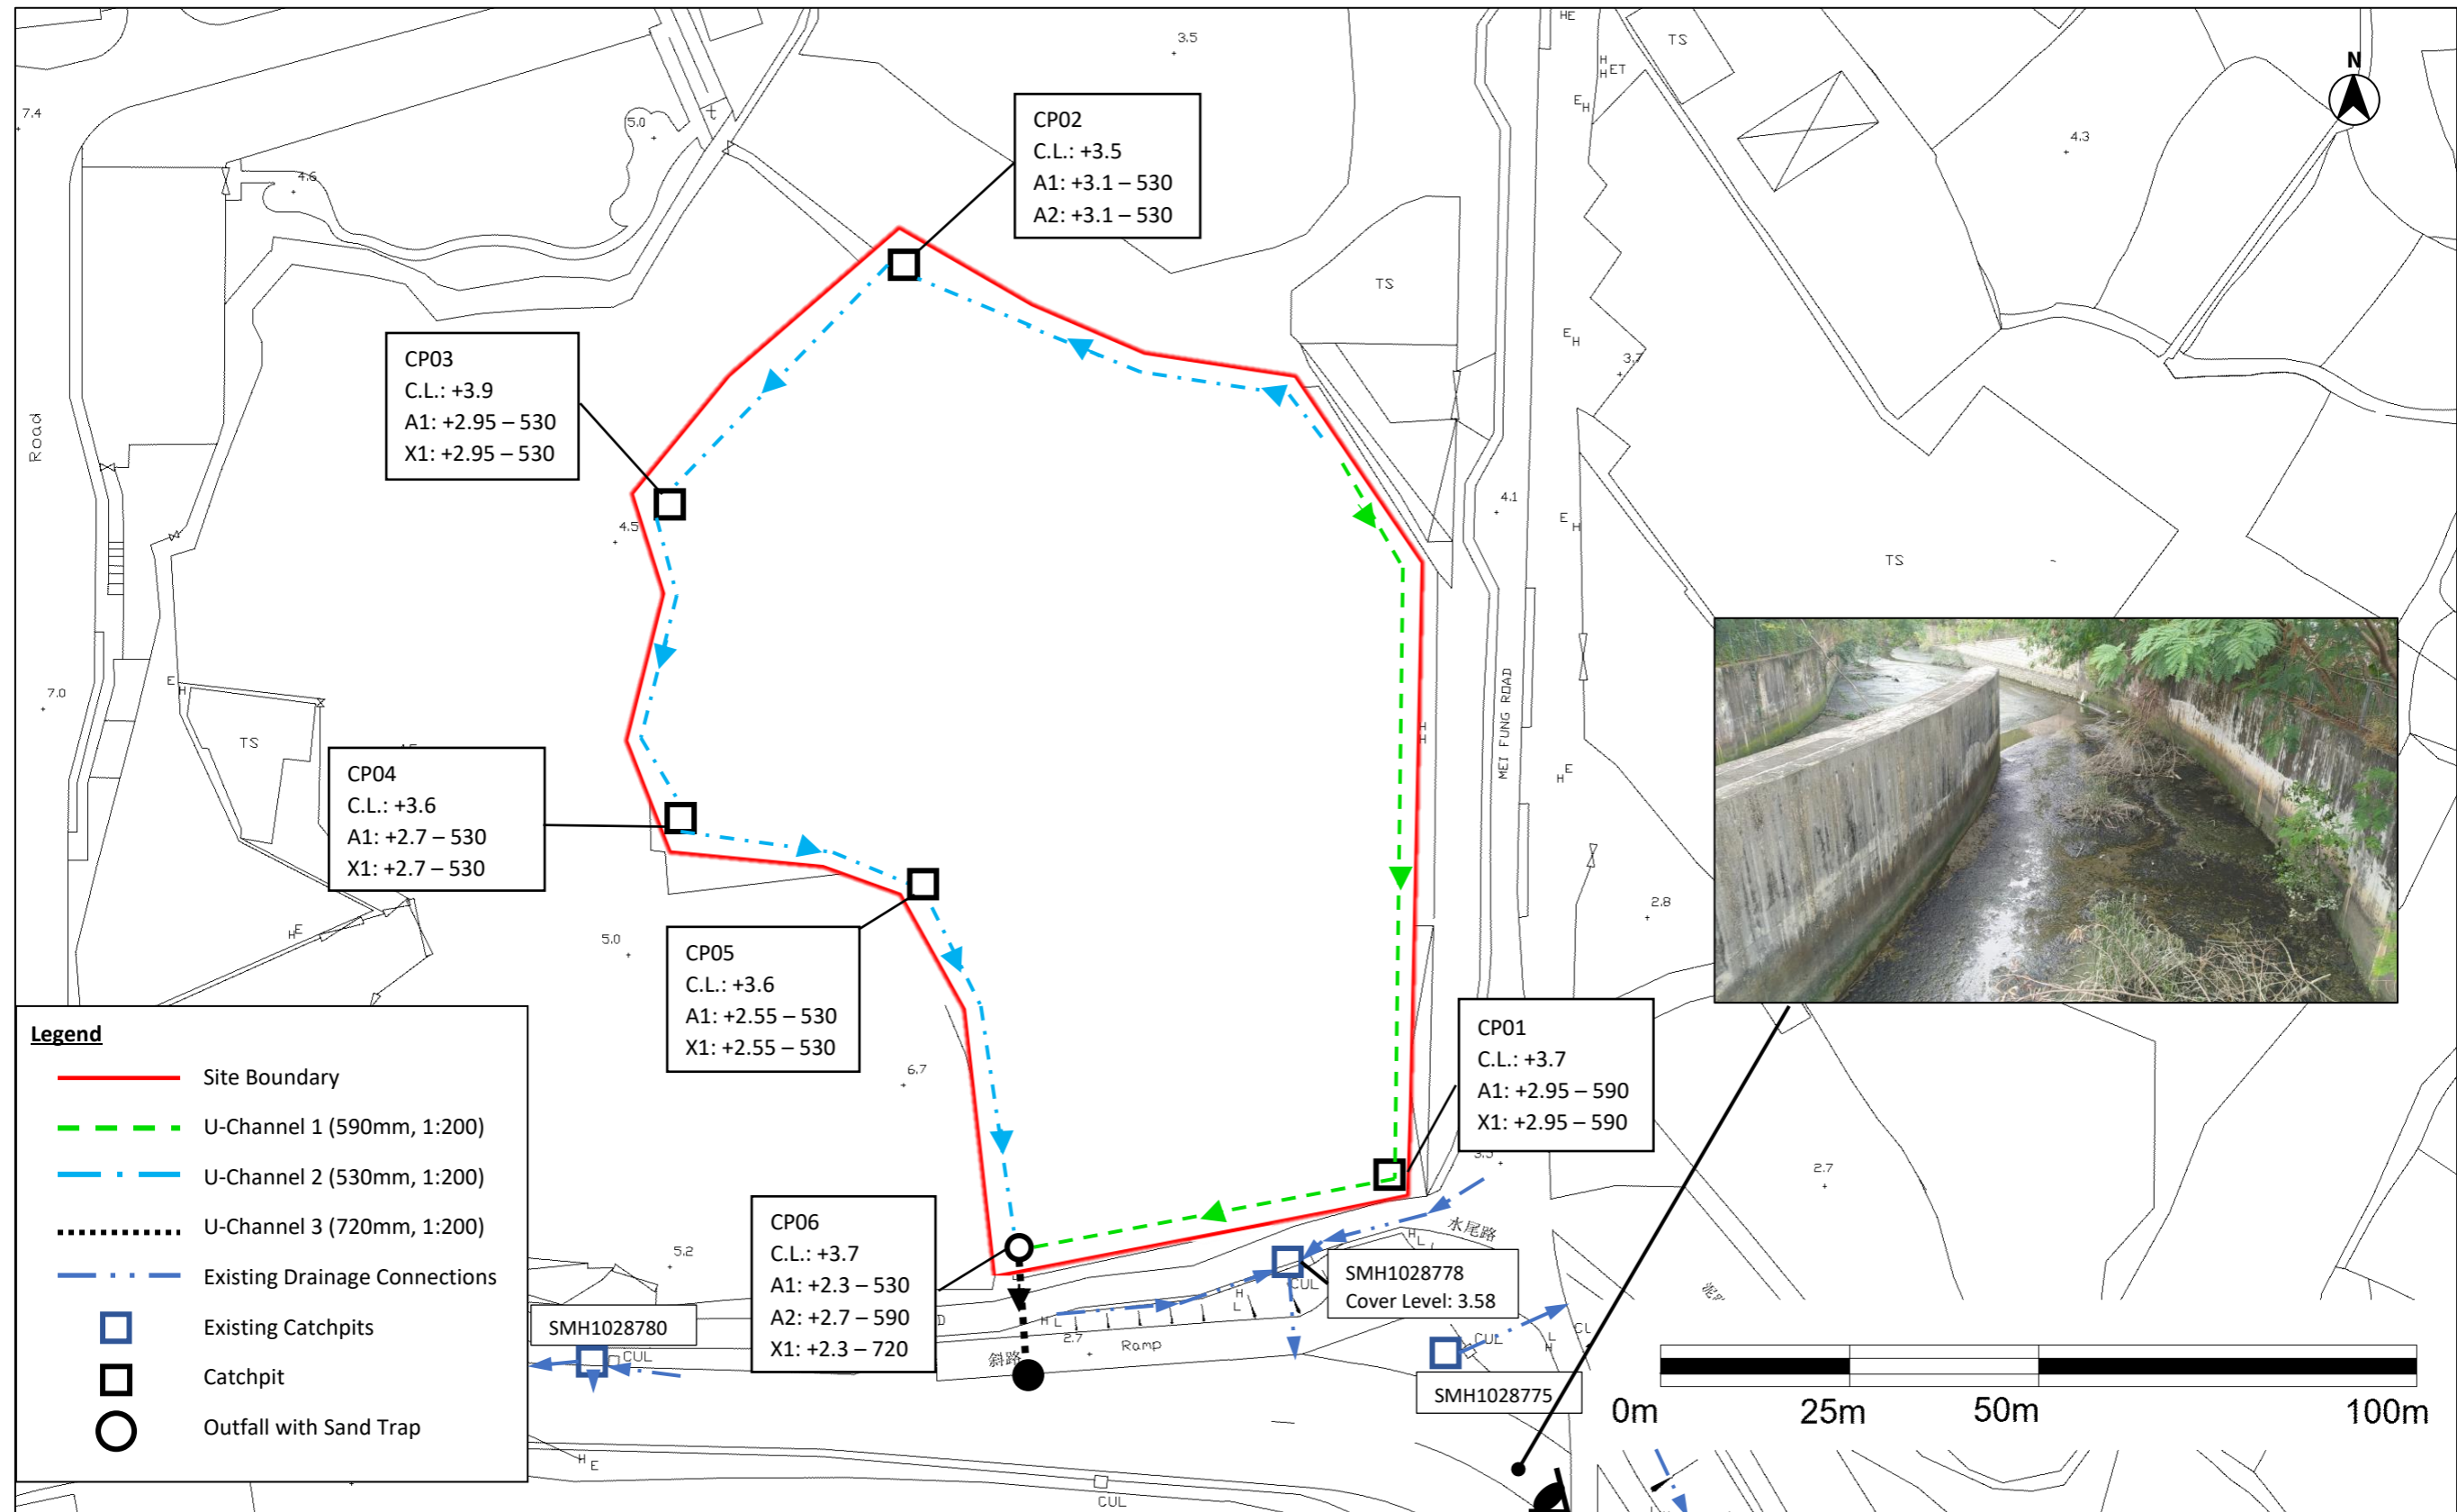 HE
TS
3.5
N
H
H ET
7.4
E H
5.0
4.3
CP02
C.L.: +3.5
A1: +3.1 – 530
A2: +3.1 – 530
4.6
TS
E H
3.7
CP03
C.L.: +3.9
A1: +2.95 – 530
X1: +2.95 – 530
Road
4.1
4.5
E H
TS
E H
7.0
H
H
MEI FUNG ROAD
TS
CP04
C.L.: +3.6
A1: +2.7 – 530
X1: +2.7 – 530
H E
2.8
H E
5.0
CP05
C.L.: +3.6
A1: +2.55 – 530
X1: +2.55 – 530
6.7
CP01
C.L.: +3.7
A1: +2.95 – 590
X1: +2.95 – 590
2.7
Legend
Site Boundary
U-Channel 1 (590mm, 1:200)
U-Channel 2 (530mm, 1:200)
U-Channel 3 (720mm, 1:200)
Existing Drainage Connections
Existing Catchpits
Catchpit
Outfall with Sand Trap
5.2
CP06
C.L.: +3.7
A1: +2.3 – 530
A2: +2.7 – 590
X1: +2.3 – 720
水尾路
H L
SMH1028778
Cover Level: 3.58
CUL
H
L
H L
SMH1028780
CUL
2.7
Ramp
斜路
CUL
L
H
SMH1028775
0m
25m
50m
100m
H E
CUL